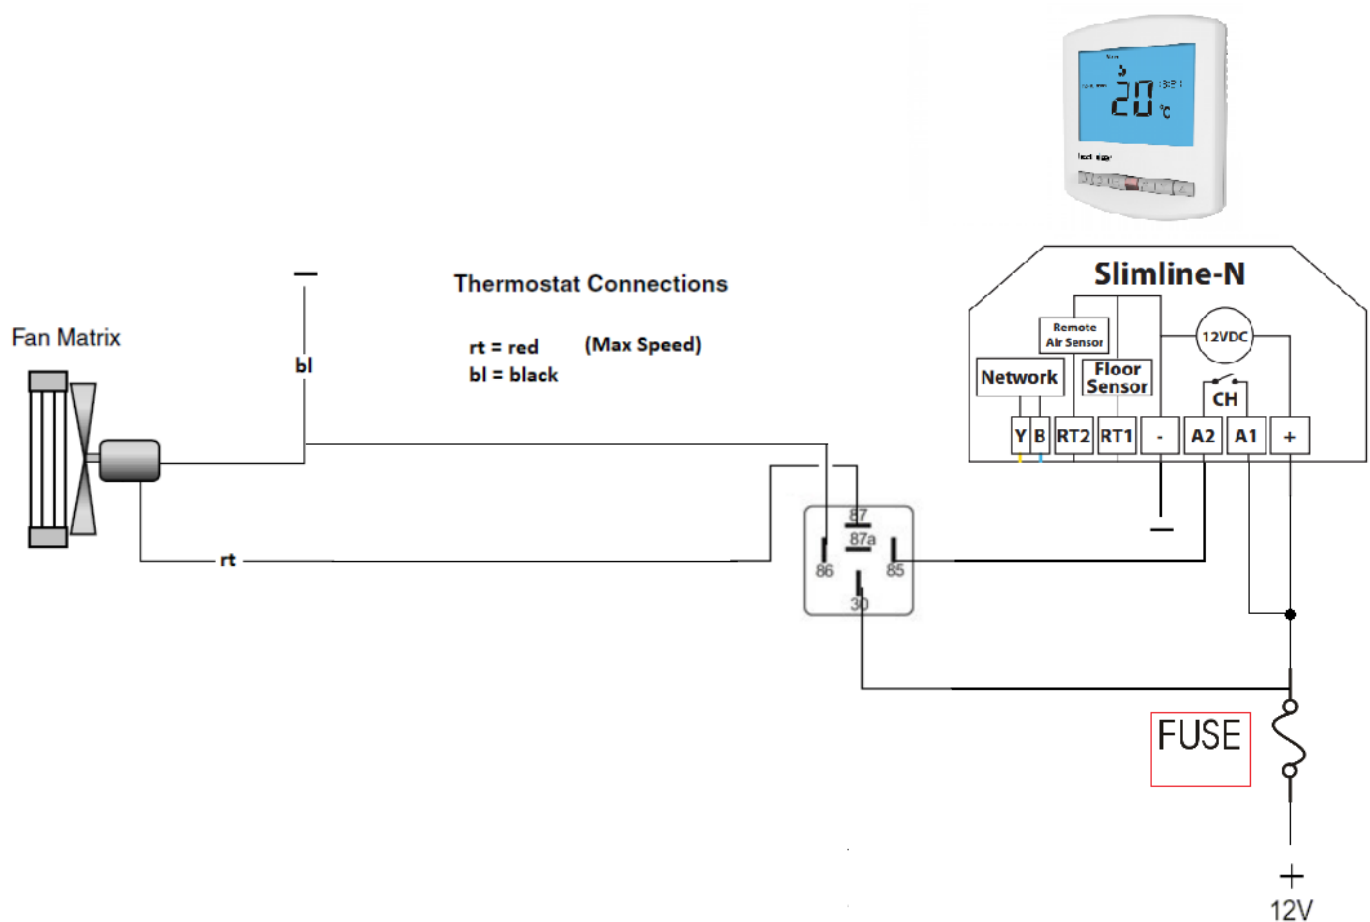 20 °C
Slimline-N
Thermostat Connections
Remote
Air Sensor
12VDC
Fan Matrix
rt = red (Max Speed)
bl = black
bl
Network
Floor
Sensor
CH
Y B RT2 RT1 - A2 A1 +
87
87a
86
85
30
rt
FUSE
+
12V